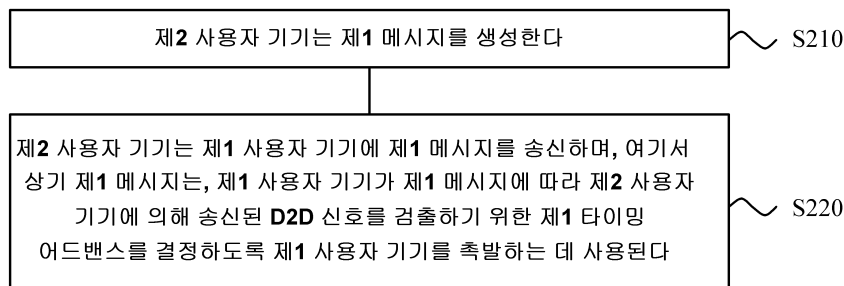 제2 사용자 기기는 제1 메시지를 생성한다
S210
제2 사용자 기기는 제1 사용자 기기에 제1 메시지를 송신하며, 여기서
상기 제1 메시지는, 제1 사용자 기기가 제1 메시지에 따라 제2 사용자
기기에 의해 송신된 D2D 신호를 검출하기 위한 제1 타이밍
어드밴스를 결정하도록 제1 사용자 기기를 촉발하는 데 사용된다
S220